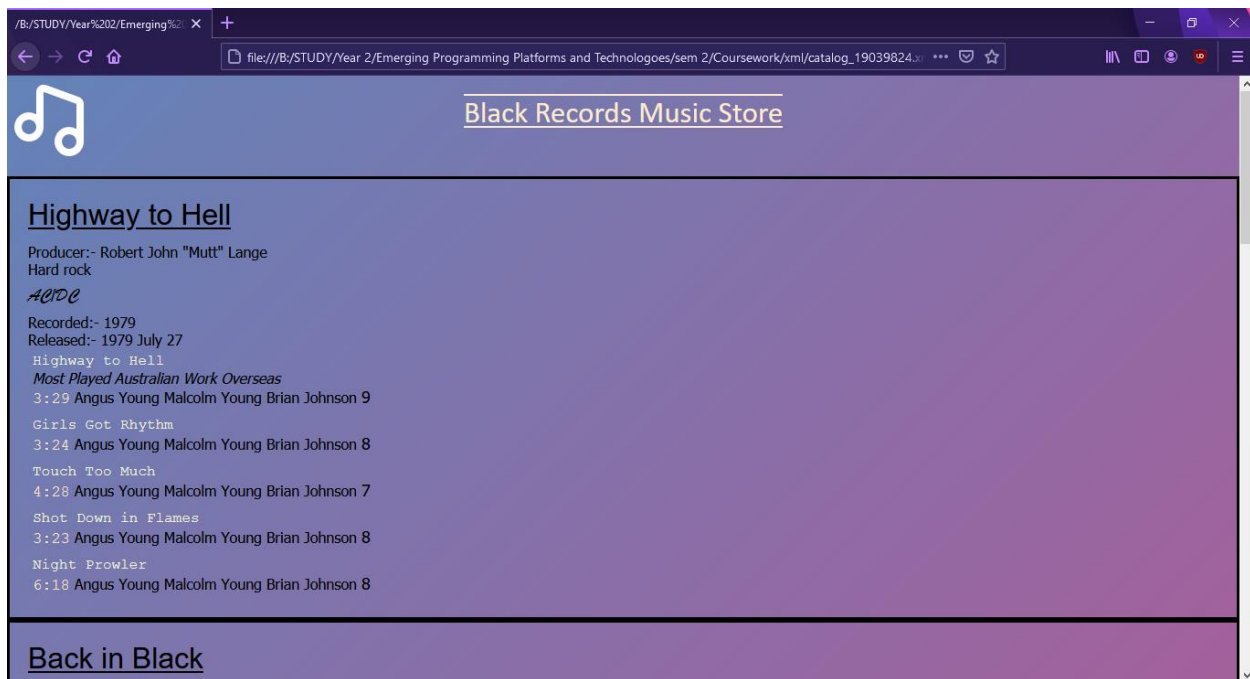 /B:/STUDY/Year%202/Emerging%20
file:///B:/STUDY/Year 2/Emerging Programming Platforms and Technologoes/sem 2/Coursework/xml/catalog_19039824.x
Black Records Music Store
Highway to Hell
Producer:- Robert John "Mutt" Lange
Hard rock
AC|DC
Recorded:- 1979
Released:- 1979 July 27
Highway to Hell
Most Played Australian Work Overseas
3:29 Angus Young Malcolm Young Brian Johnson 9
Girls Got Rhythm
3:24 Angus Young Malcolm Young Brian Johnson 8
Touch Too Much
4:28 Angus Young Malcolm Young Brian Johnson 7
Shot Down in Flames
3:23 Angus Young Malcolm Young Brian Johnson 8
Night Prowler
6:18 Angus Young Malcolm Young Brian Johnson 8
Back in Black